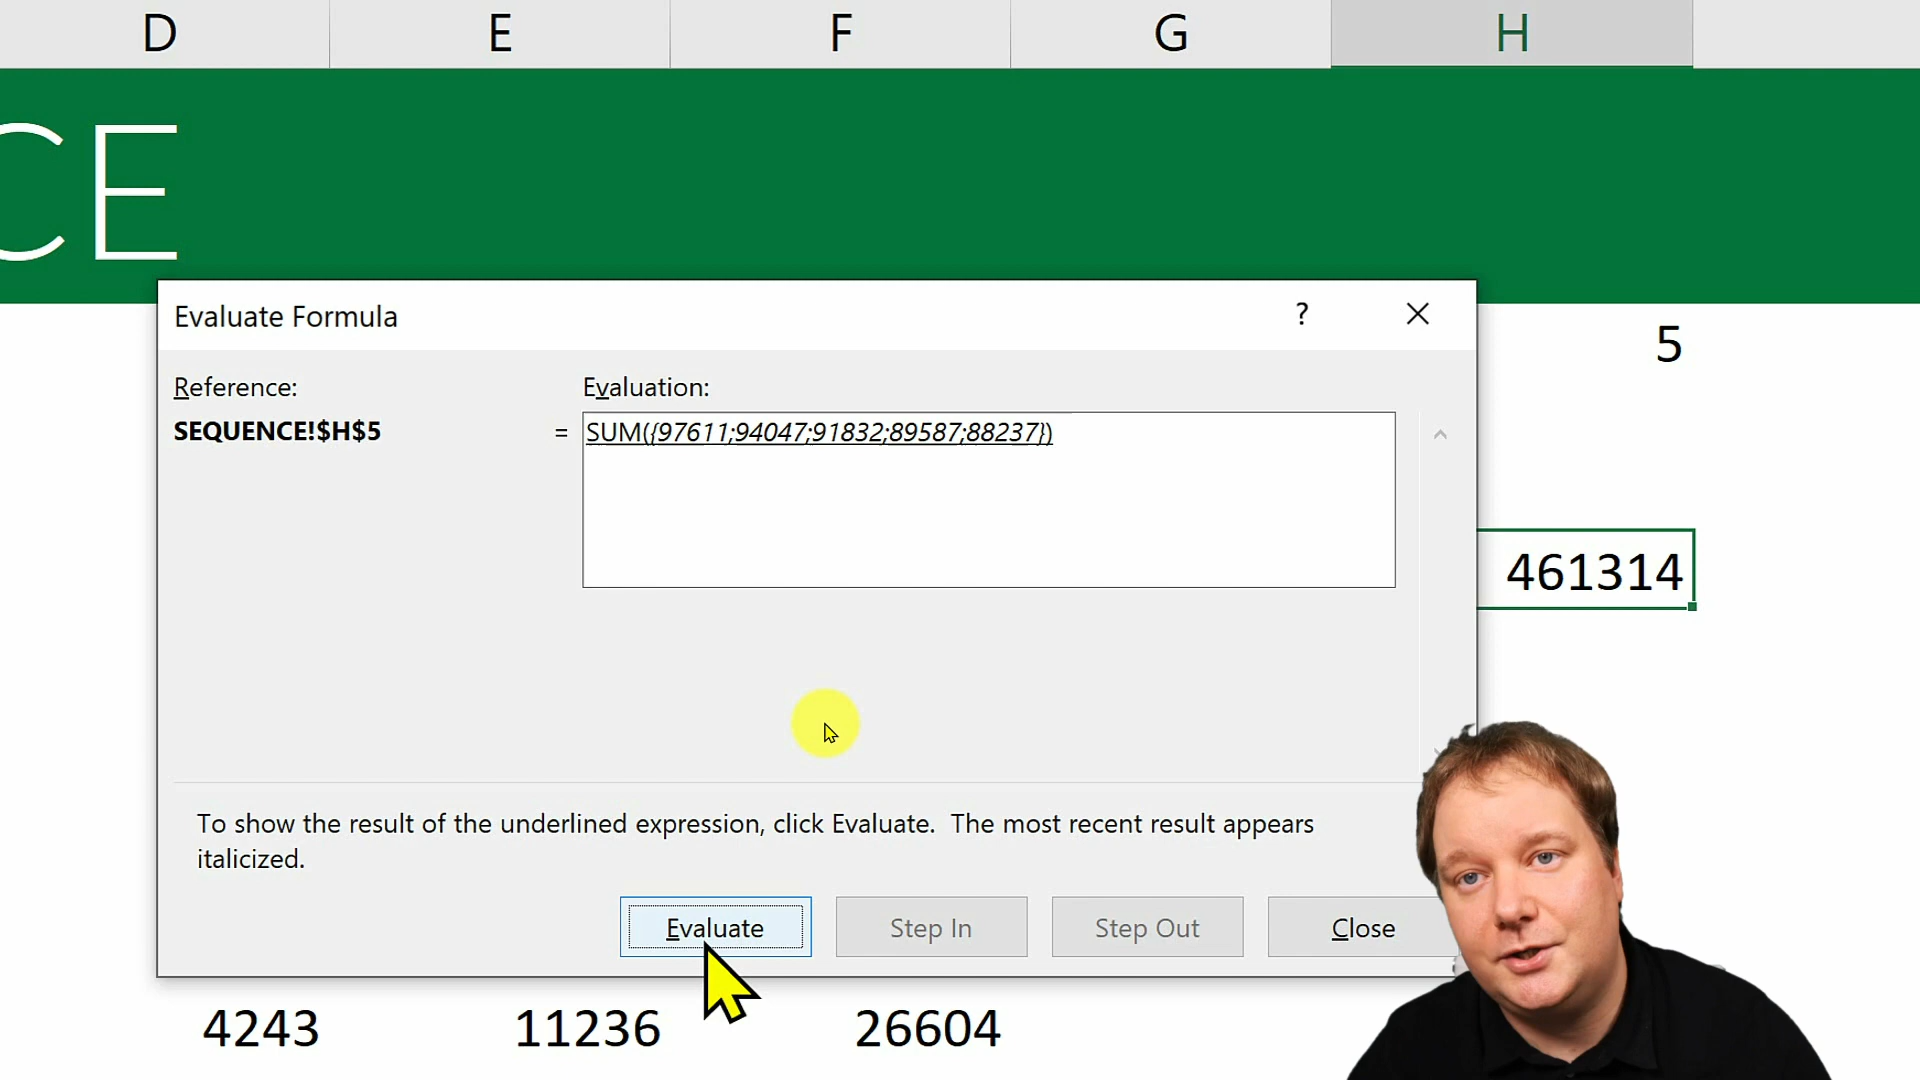 D E F G H
CE
Evaluate Formula ?
5
Reference: Evaluation:
SEQUENCE!$H$5 = SUM({97611;94047;91832;89587;88237})
461314
To show the result of the underlined expression, click Evaluate. The most recent result appears
italicized.
Evaluate Step In Step Out Close
4243 11236 26604